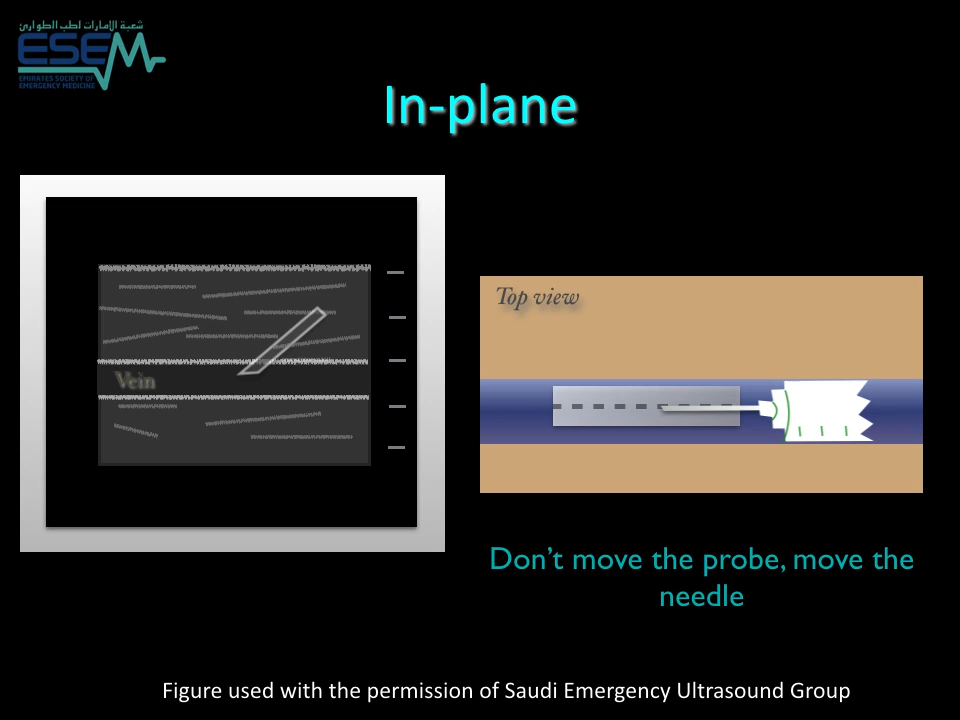 شعبة الإمارات لطب الطوارئ
ESEM
EMIRATES SOCIETY OF
EMERGENCY MEDICINE
In-plane
Vein
Top view
Don't move the probe, move the
needle
Figure used with the permission of Saudi Emergency Ultrasound Group